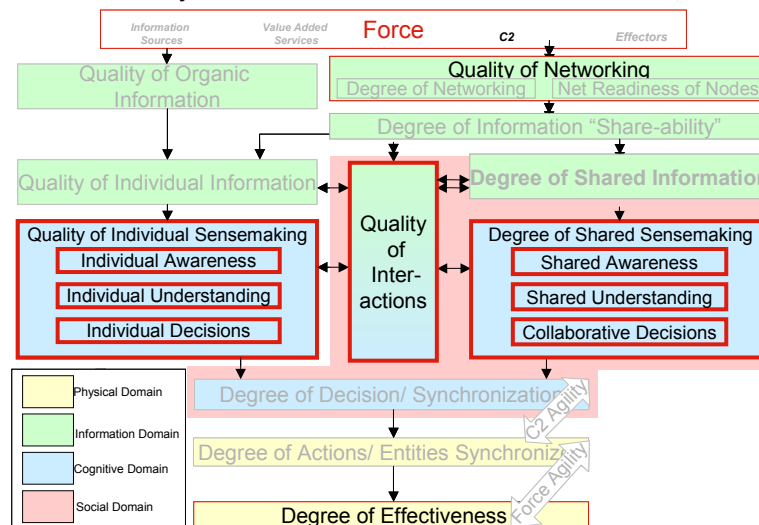 Information
Sources
Value Added
Services
Force
C2
Effectors
Quality of Organic
Information
Quality of Networking
Degree of Networking
Net Readiness of Nodes
Degree of Information “Share-ability”
Quality of Individual Information
Degree of Shared Information
Quality of Individual Sensemaking
Individual Awareness
Individual Understanding
Individual Decisions
Quality
of
Inter-
actions
Degree of Shared Sensemaking
Shared Awareness
Shared Understanding
Collaborative Decisions
Degree of Decision/ Synchronization
C2 Agility
Degree of Actions/ Entities Synchronize
Force Agility
Degree of Effectiveness
Physical Domain
Information Domain
Cognitive Domain
Social Domain